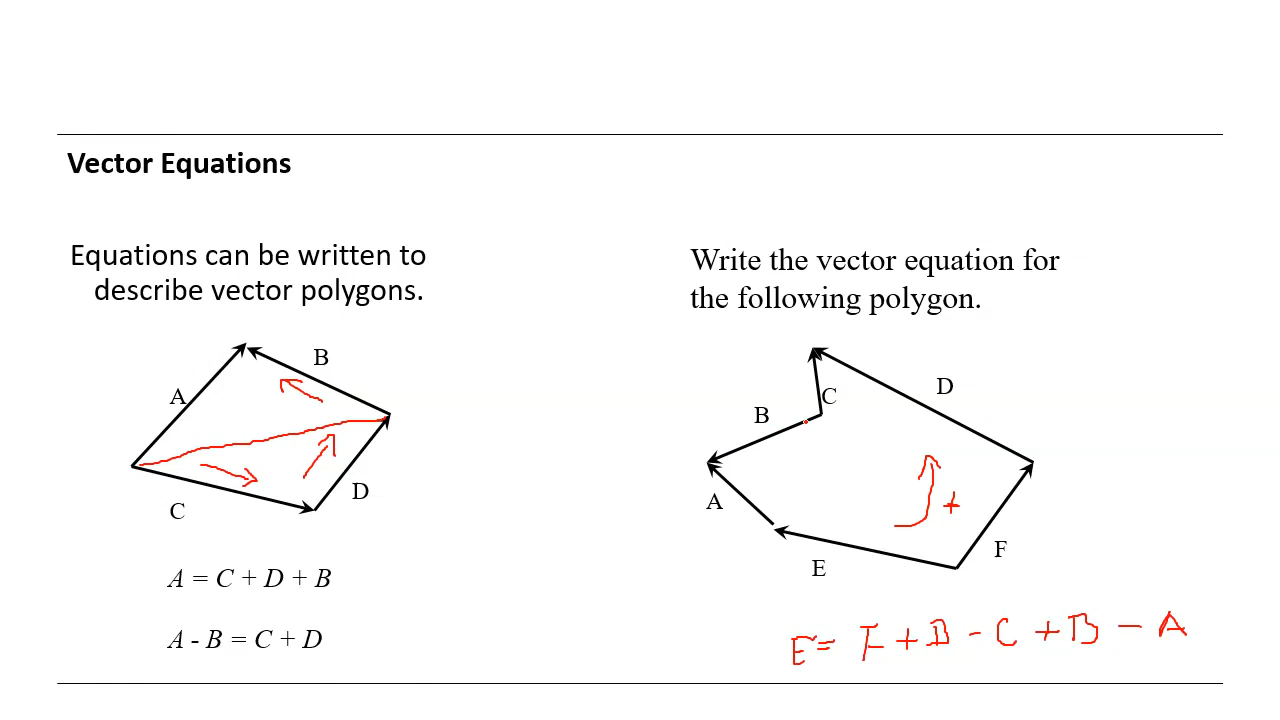 Vector Equations
Equations can be written to
describe vector polygons.
A
B
C
D
A = C + D + B
A - B = C + D
Write the vector equation for
the following polygon.
D
C
B
A
+
F
E
E = F + D - C + B - A